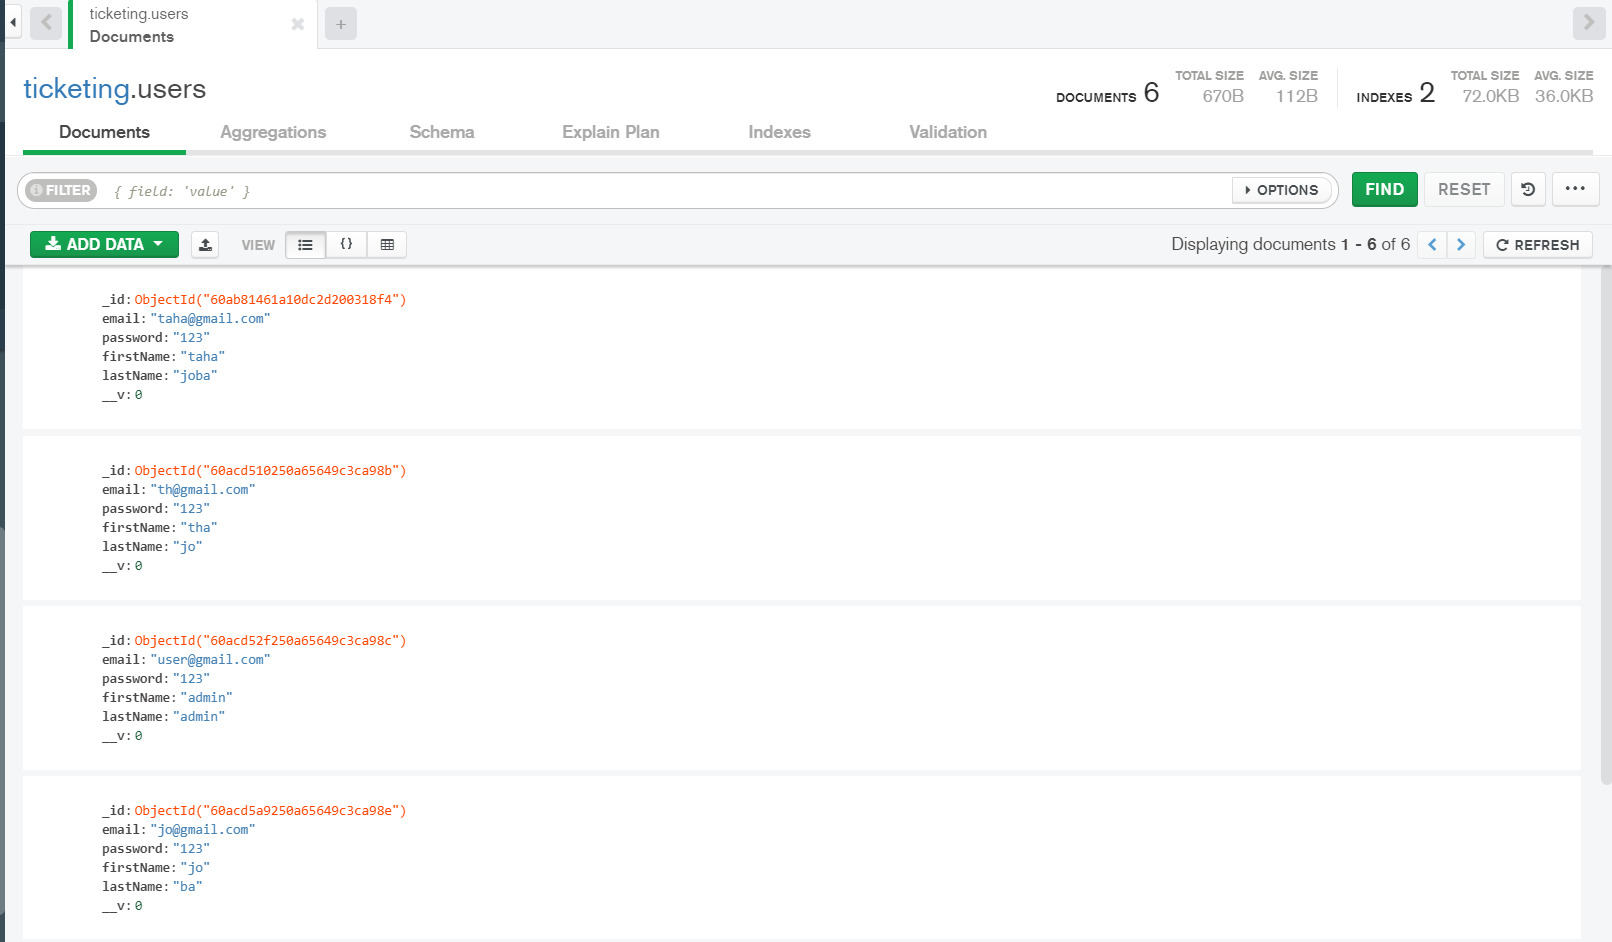 ticketing.users
Documents
ticketing.users
DOCUMENTS 6 TOTAL SIZE 670B AVG. SIZE 112B INDEXES 2 TOTAL SIZE 72.0KB AVG. SIZE 36.0KB
Documents Aggregations Schema Explain Plan Indexes Validation
FILTER { field: 'value' } OPTIONS FIND RESET ...
ADD DATA VIEW {} Displaying documents 1 - 6 of 6 < > REFRESH
_id: ObjectId("60ab81461a10dc2d200318f4")
email: "taha@gmail.com"
password: "123"
firstName: "taha"
lastName: "joba"
__v: 0
_id: ObjectId("60acd510250a65649c3ca98b")
email: "th@gmail.com"
password: "123"
firstName: "tha"
lastName: "jo"
__v: 0
_id: ObjectId("60acd52f250a65649c3ca98c")
email: "user@gmail.com"
password: "123"
firstName: "admin"
lastName: "admin"
__v: 0
_id: ObjectId("60acd5a9250a65649c3ca98e")
email: "jo@gmail.com"
password: "123"
firstName: "jo"
lastName: "ba"
__v: 0